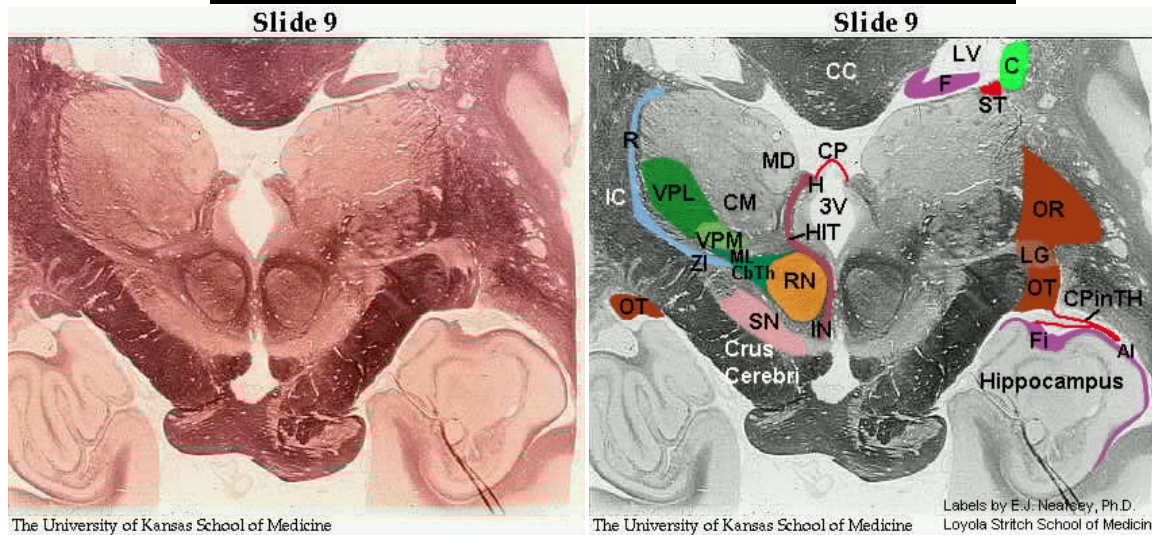 Slide 9
The University of Kansas School of Medicine
Slide 9
LV
C
CC
F
ST
R
MD
CP
H
IC
VPL
CM
3V
OR
VPM
HIT
ZI
ML
LG
CbTh
RN
OT
OT
CPinTH
SN
IN
Fi
Al
Crus
Cerebri
Hippocampus
The University of Kansas School of Medicine
Labels by E.J. Neafsey, Ph.D.
Loyola Stritch School of Medicin